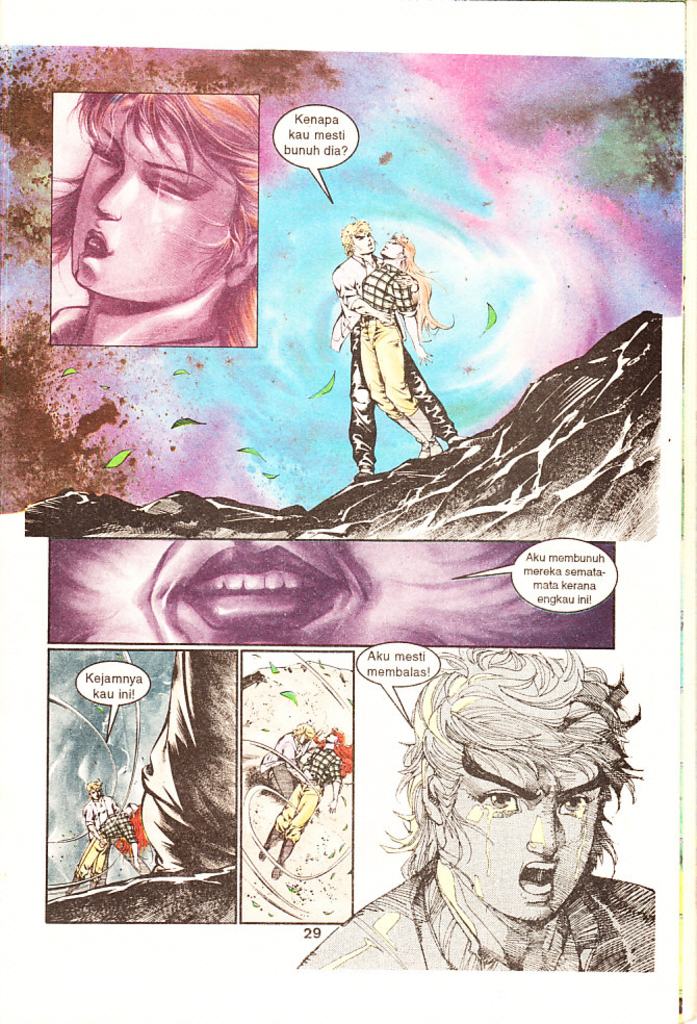 Kenapa
kau mesti
bunuh dia?
Aku membunuh
mereka semata-
mata kerana
engkau ini!
Kejamnya
kau ini!
Aku mesti
membalas!
29